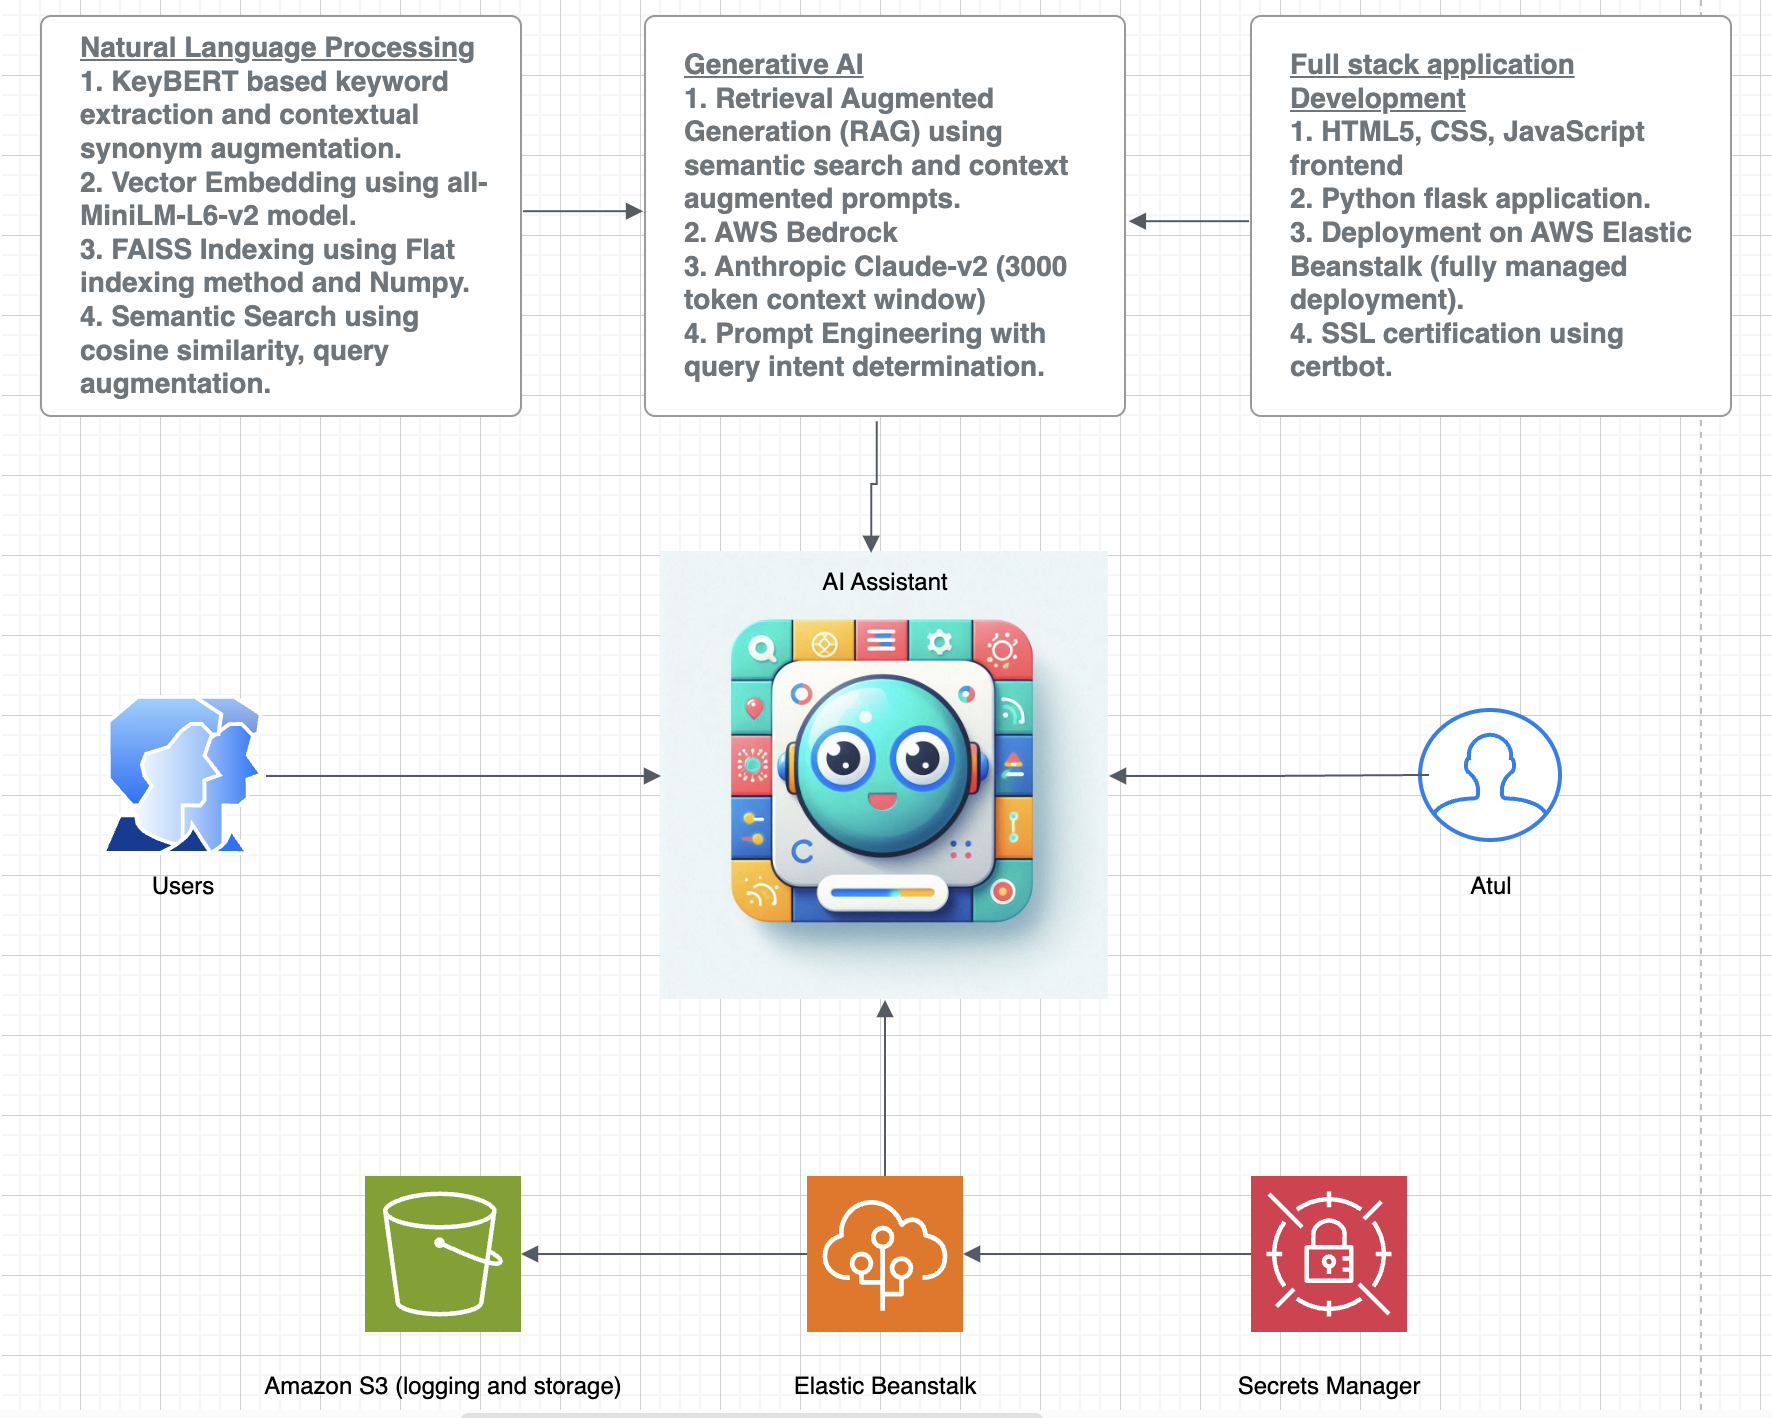 Natural Language Processing
1. KeyBERT based keyword
extraction and contextual
synonym augmentation.
2. Vector Embedding using all-
MiniLM-L6-v2 model.
3. FAISS Indexing using Flat
indexing method and Numpy.
4. Semantic Search using
cosine similarity, query
augmentation.
Generative AI
1. Retrieval Augmented
Generation (RAG) using
semantic search and context
augmented prompts.
2. AWS Bedrock
3. Anthropic Claude-v2 (3000
token context window)
4. Prompt Engineering with
query intent determination.
Full stack application
Development
1. HTML5, CSS, JavaScript
frontend
2. Python flask application.
3. Deployment on AWS Elastic
Beanstalk (fully managed
deployment).
4. SSL certification using
certbot.
AI Assistant
Users
Atul
Amazon S3 (logging and storage)
Elastic Beanstalk
Secrets Manager